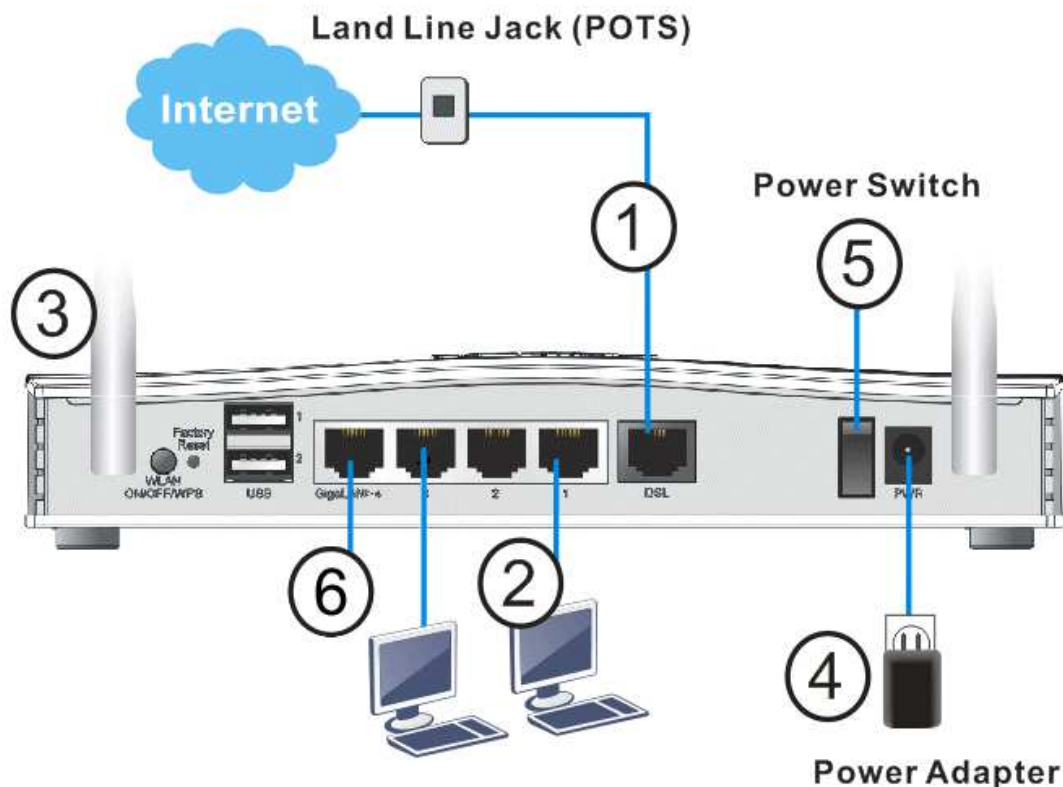 Land Line Jack (POTS)
Internet
1
Power Switch
5
3
Factory
Reset
WLAN
ON/OFF/WPS
1
2
USB
3
2
1
DSL
PWR
6
2
4
Power Adapter